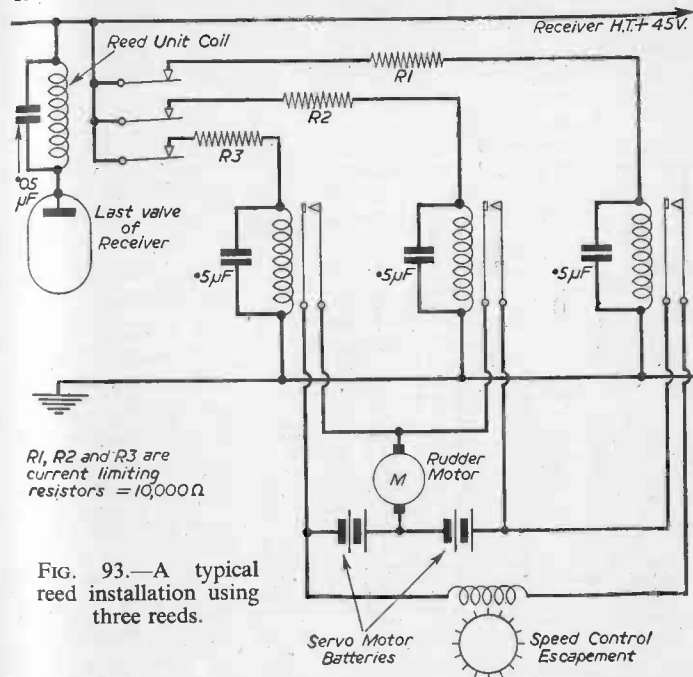 Receiver H.T.+ 45V.
Reed Unit Coil
R1
R2
R3
·05
μF
Last valve
of
Receiver
·5μF
·5μF
·5μF
R1, R2 and R3 are
current limiting
resistors = 10,000 Ω
M
Rudder
Motor
FIG. 93.—A typical
reed installation using
three reeds.
Servo Motor
Batteries
Speed Control
Escapement